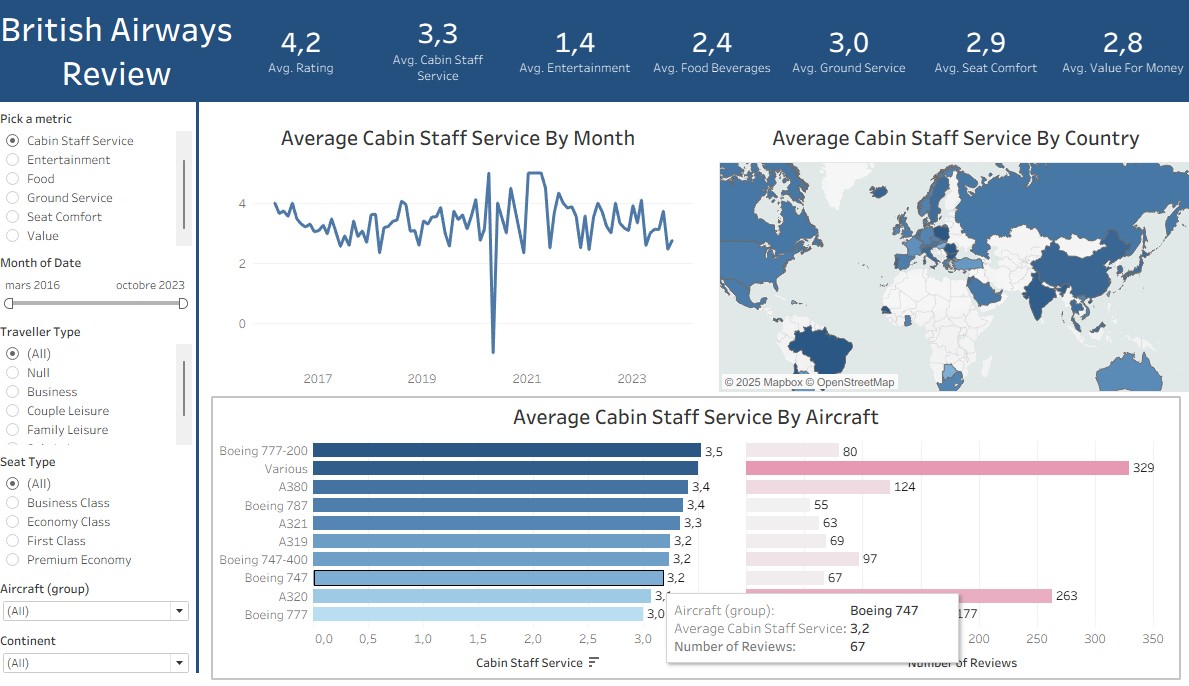 British Airways
Review
4,2
Avg. Rating
3,3
Avg. Cabin Staff
Service
1,4
Avg. Entertainment
2,4
Avg. Food Beverages
3,0
Avg. Ground Service
2,9
Avg. Seat Comfort
2,8
Avg. Value For Money
Pick a metric
Cabin Staff Service
Entertainment
Food
Ground Service
Seat Comfort
Value
Month of Date
mars 2016 octobre 2023
Traveller Type
(All)
Null
Business
Couple Leisure
Family Leisure
Seat Type
(All)
Business Class
Economy Class
First Class
Premium Economy
Aircraft (group)
(All)
Continent
(All)
Average Cabin Staff Service By Month
4
2
0
2017 2019 2021 2023
Average Cabin Staff Service By Country
© 2025 Mapbox © OpenStreetMap
Average Cabin Staff Service By Aircraft
Boeing 777-200 3,5 80
Various 329
A380 3,4 124
Boeing 787 3,4 55
A321 3,3 63
A319 3,2 69
Boeing 747-400 3,2 97
Boeing 747 3,2 67
A320 3,1 263
Boeing 777 3,0 177
0,0 0,5 1,0 1,5 2,0 2,5 3,0 200 250 300 350
Cabin Staff Service Number of Reviews
Aircraft (group): Boeing 747
Average Cabin Staff Service: 3,2
Number of Reviews: 67